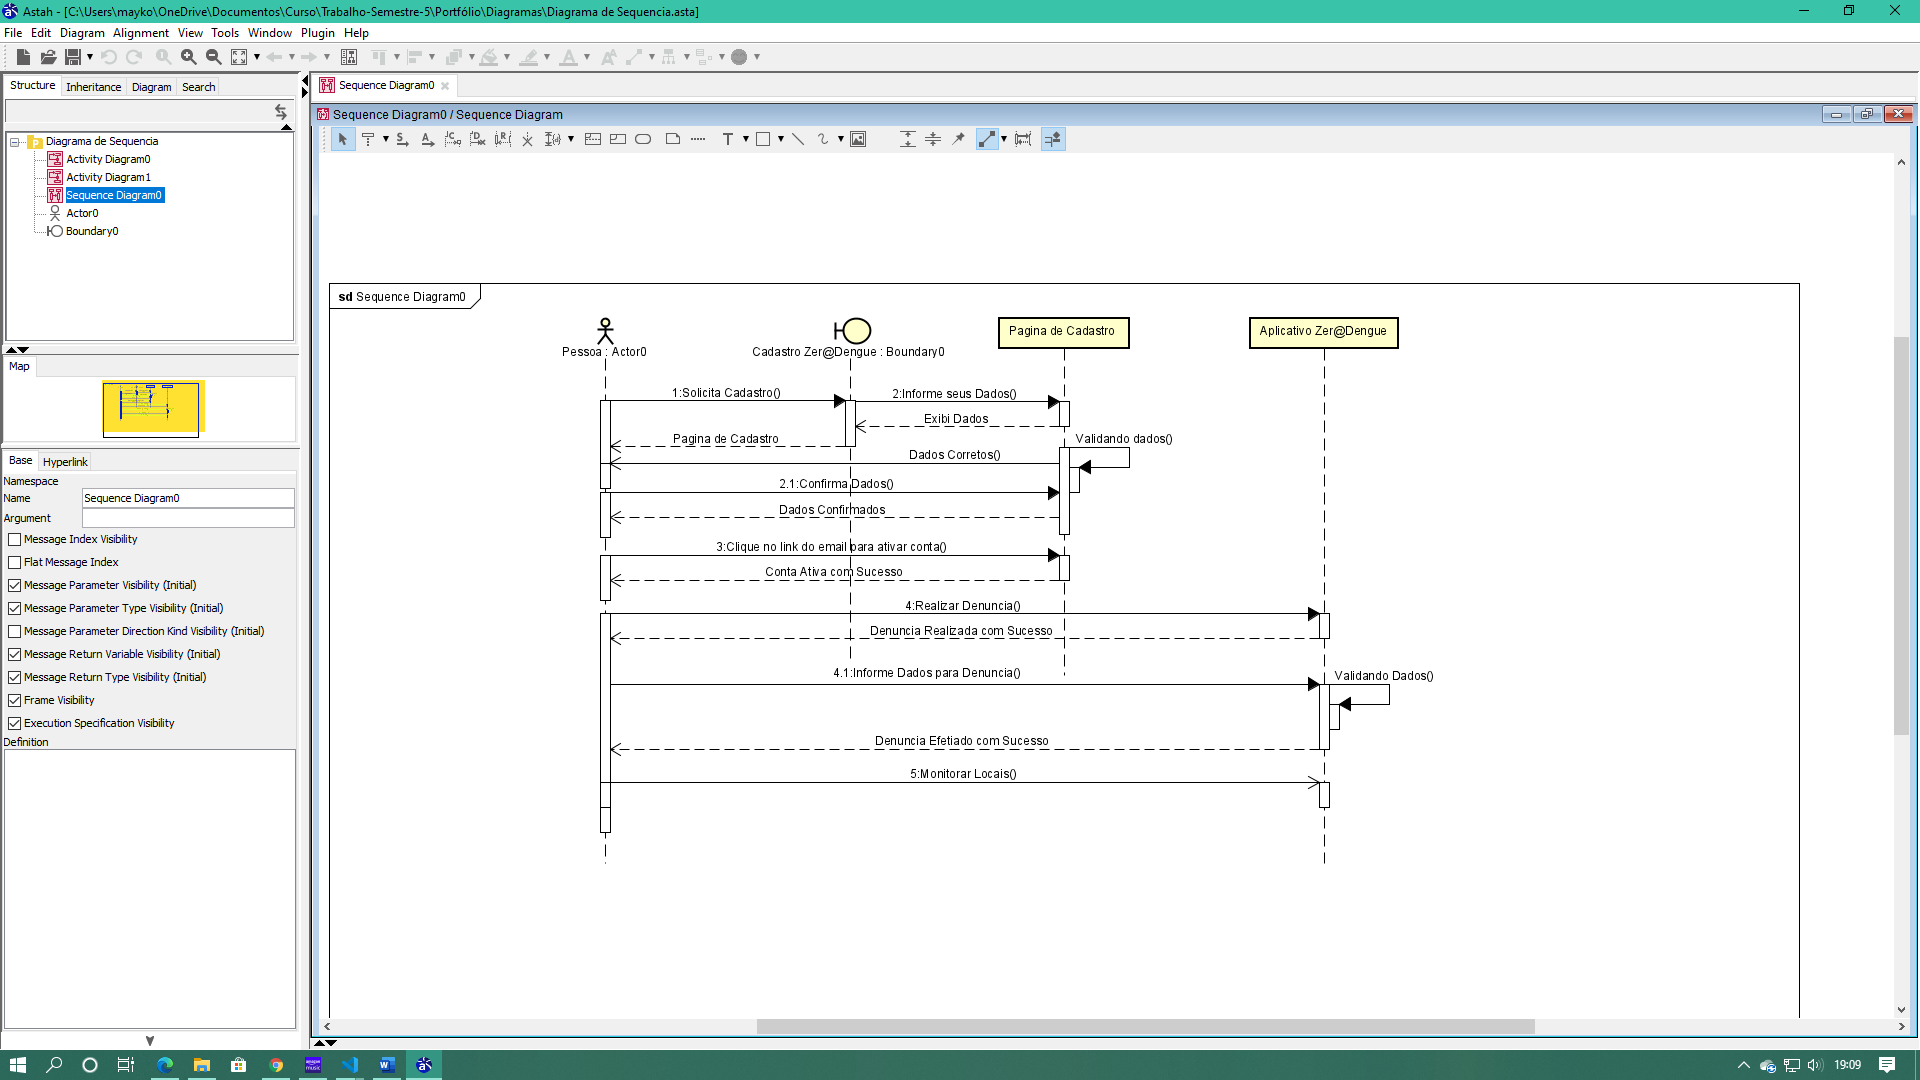 Astah - [C:\Users\mayko\OneDrive\Documentos\Curso\Trabalho-Semestre-5\Portfólio\Diagramas\Diagrama de Sequencia.asta]
File Edit Diagram Alignment View Tools Window Plugin Help
Structure Inheritance Diagram Search
Diagrama de Sequencia
Activity Diagram0
Activity Diagram1
Sequence Diagram0
Actor0
Boundary0
Map
Base Hyperlink
Namespace
Name Sequence Diagram0
Argument
Message Index Visibility
Flat Message Index
Message Parameter Visibility (Initial)
Message Parameter Type Visibility (Initial)
Message Parameter Direction Kind Visibility (Initial)
Message Return Variable Visibility (Initial)
Message Return Type Visibility (Initial)
Frame Visibility
Execution Specification Visibility
Definition
Sequence Diagram0
Sequence Diagram0 / Sequence Diagram
sd Sequence Diagram0
Pessoa : Actor0
Cadastro Zer@Dengue : Boundary0
Pagina de Cadastro
Aplicativo Zer@Dengue
1:Solicita Cadastro()
2:Informe seus Dados()
Exibi Dados
Pagina de Cadastro
Validando dados()
Dados Corretos()
2.1:Confirma Dados()
Dados Confirmados
3:Clique no link do email para ativar conta()
Conta Ativa com Sucesso
4:Realizar Denuncia()
Denuncia Realizada com Sucesso
4.1:Informe Dados para Denuncia()
Validando Dados()
Denuncia Efetiado com Sucesso
5:Monitorar Locais()
19:09